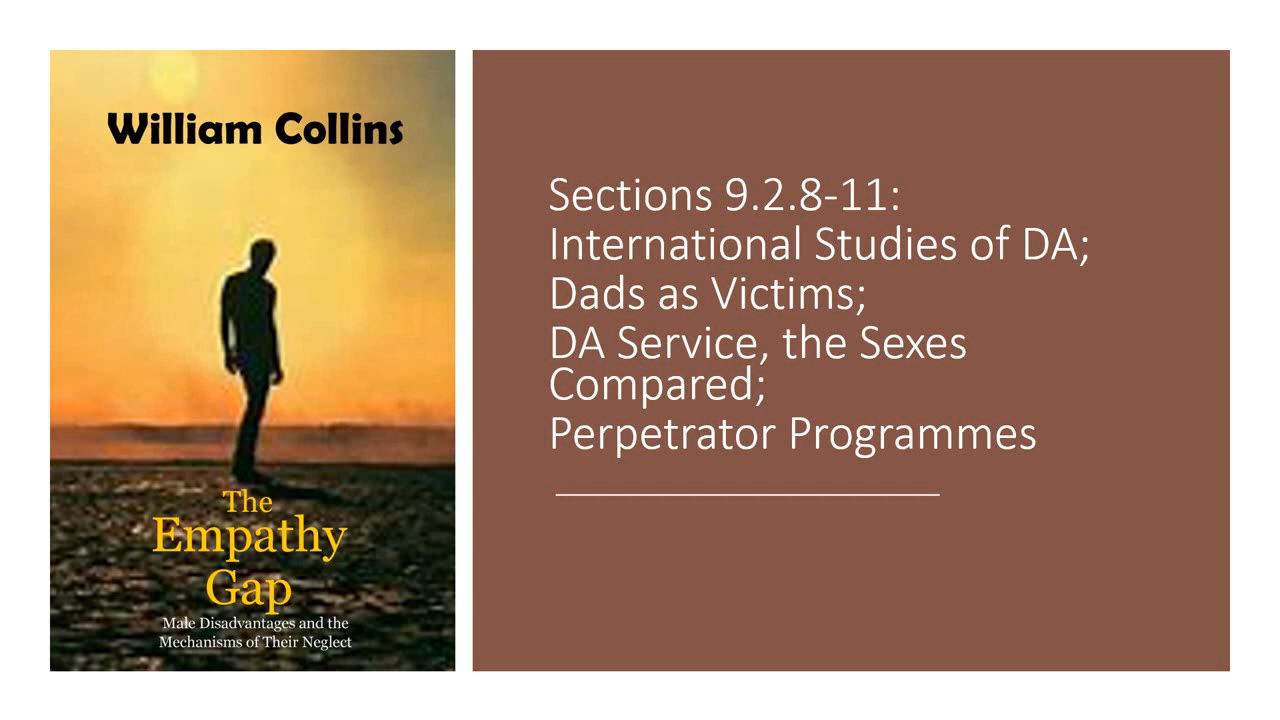 William Collins
The
Empathy
Gap
Male Disadvantages and the
Mechanisms of Their Neglect
Sections 9.2.8-11:
International Studies of DA;
Dads as Victims;
DA Service, the Sexes
Compared;
Perpetrator Programmes